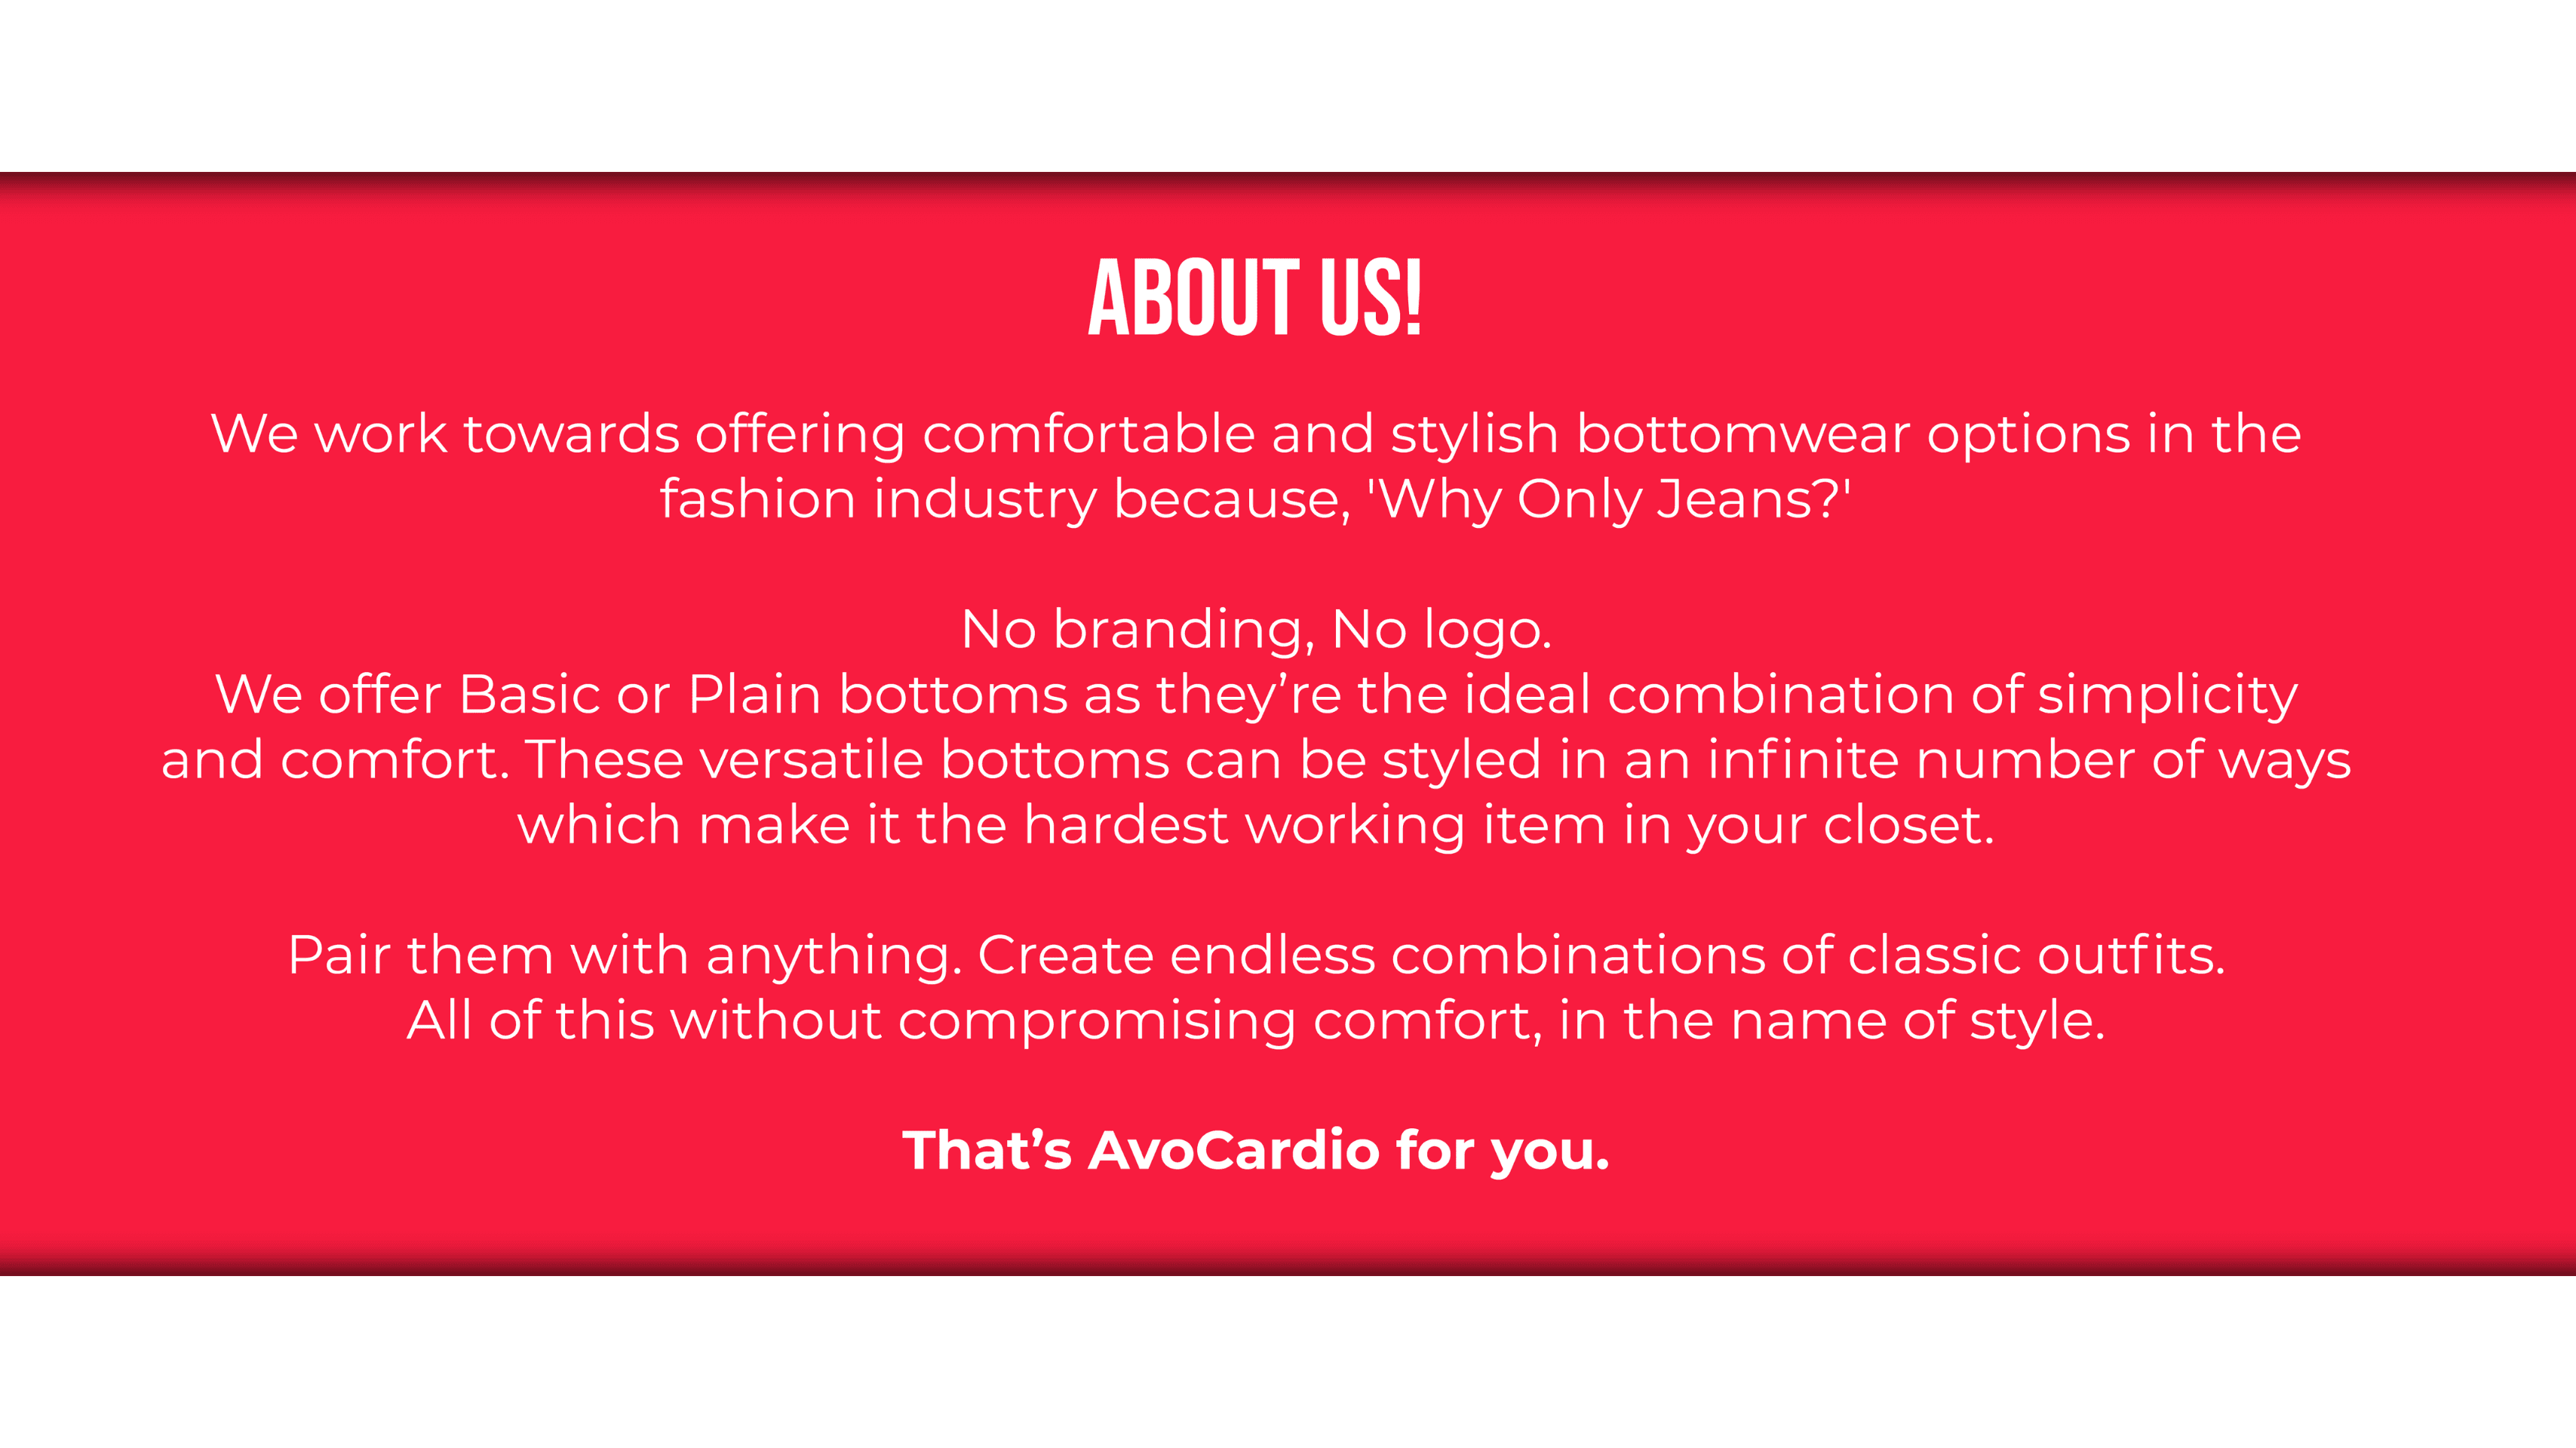 ABOUT US!
We work towards offering comfortable and stylish bottomwear options in the
fashion industry because, 'Why Only Jeans?'
No branding, No logo.
We offer Basic or Plain bottoms as they’re the ideal combination of simplicity
and comfort. These versatile bottoms can be styled in an infinite number of ways
which make it the hardest working item in your closet.
Pair them with anything. Create endless combinations of classic outfits.
All of this without compromising comfort, in the name of style.
That’s AvoCardio for you.